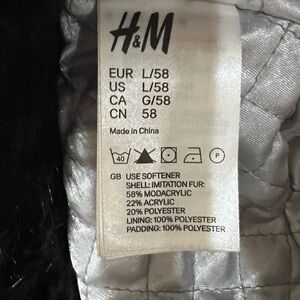 H&M
EUR L/58
US L/58
CA G/58
CN 58
Made in China
40 P
GB USE SOFTENER
SHELL: IMITATION FUR:
58% MODACRYLIC
22% ACRYLIC
20% POLYESTER
LINING: 100% POLYESTER
PADDING: 100% POLYESTER